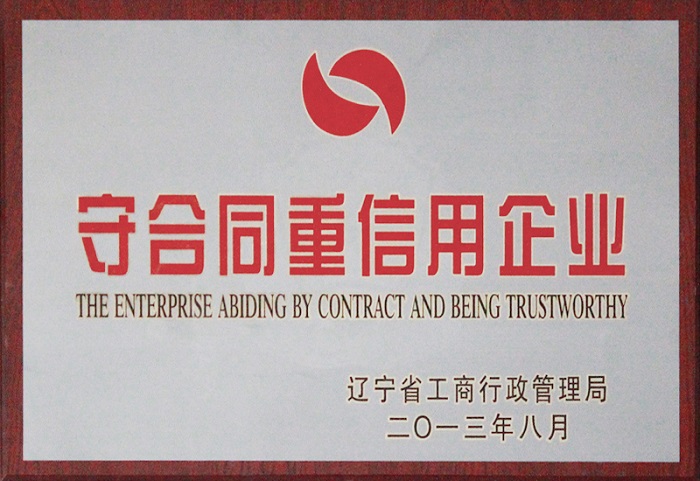 守合同重信用企业
THE ENTERPRISE ABIDING BY CONTRACT AND BEING TRUSTWORTHY
辽宁省工商行政管理局
二〇一三年八月